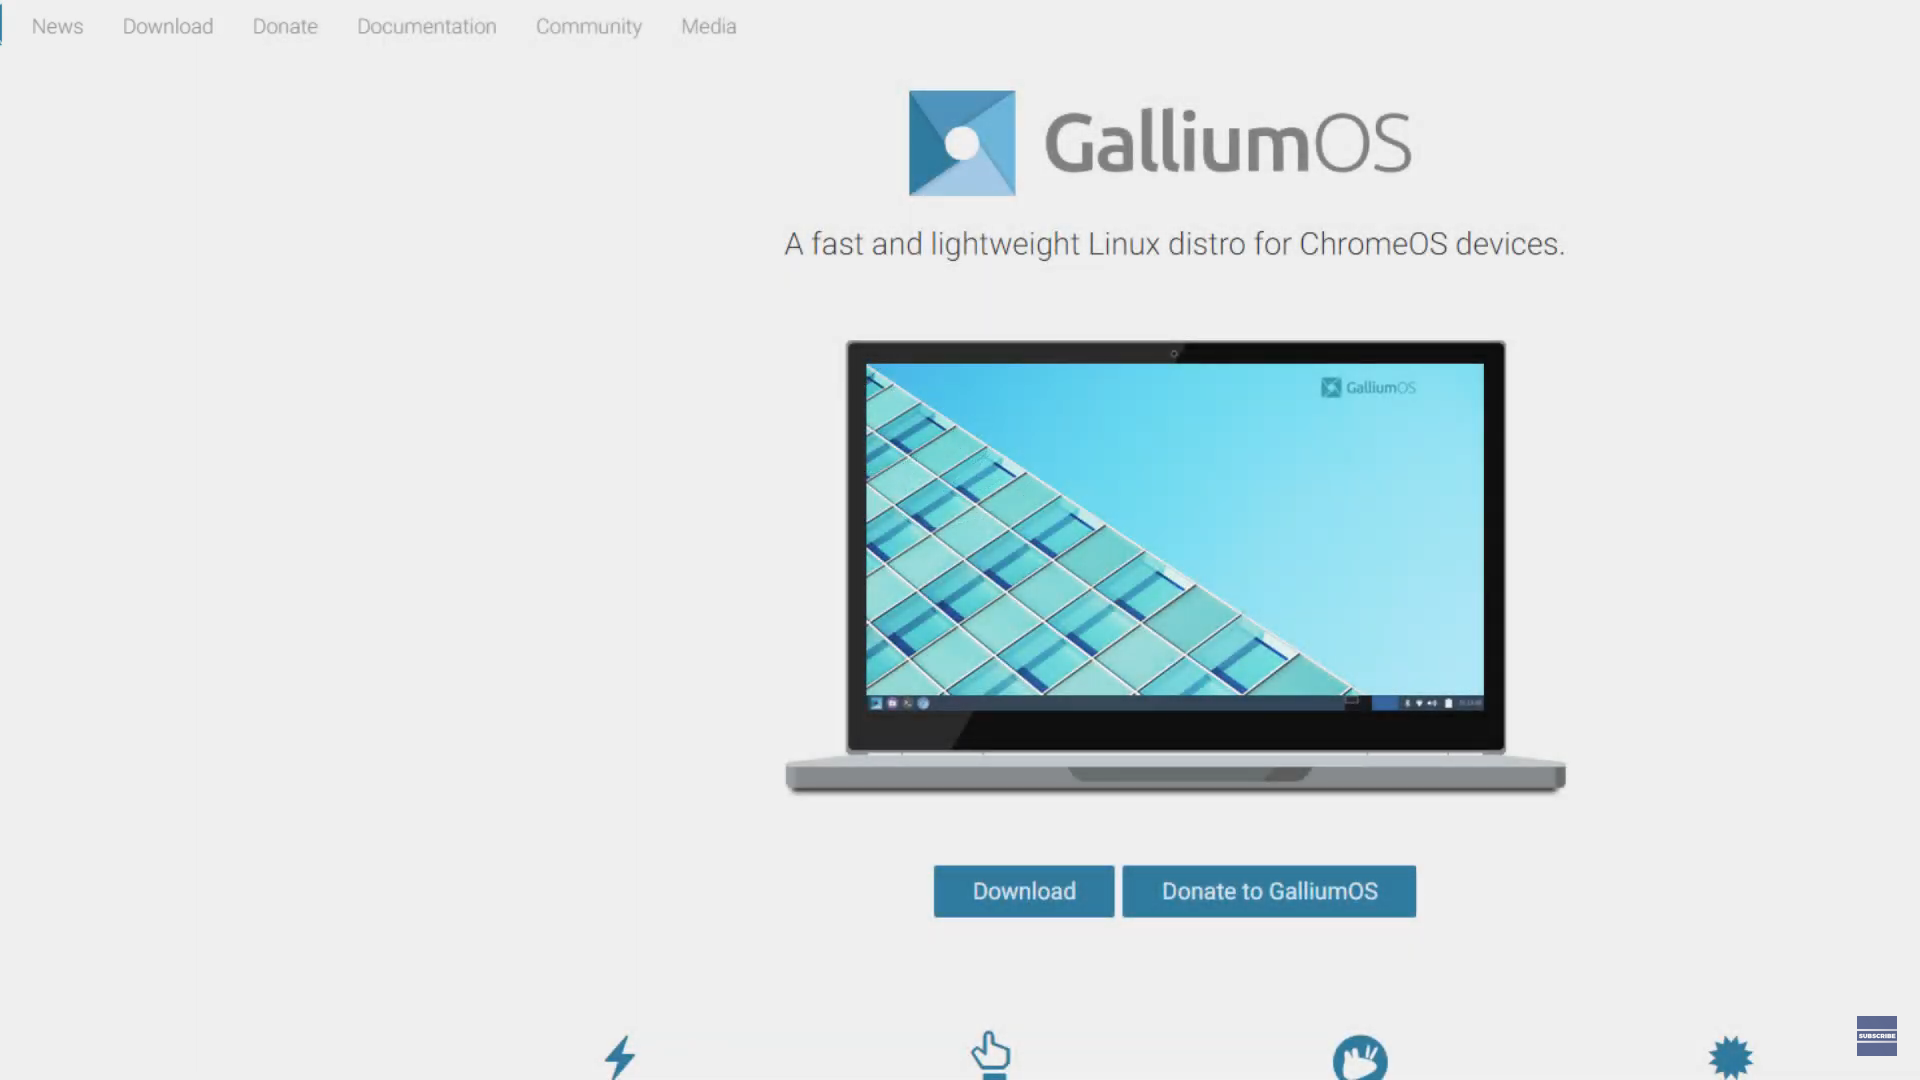 News Download Donate Documentation Community Media
GalliumOS
A fast and lightweight Linux distro for ChromeOS devices.
GalliumOS
Download Donate to GalliumOS
SUBSCRIBE